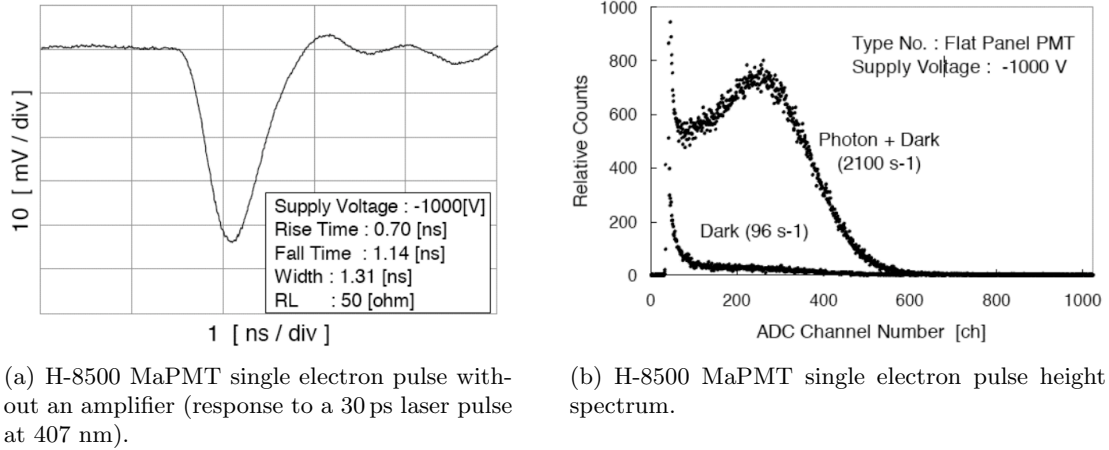 10 [ mV / div ]
Supply Voltage : -1000[V]
Rise Time : 0.70 [ns]
Fall Time : 1.14 [ns]
Width : 1.31 [ns]
RL : 50 [ohm]
1 [ ns / div ]
(a) H-8500 MaPMT single electron pulse with-
out an amplifier (response to a 30 ps laser pulse
at 407 nm).
Relative Counts
1000
800
600
400
200
0
Type No. : Flat Panel PMT
Supply Voltage : -1000 V
Photon + Dark
(2100 s-1)
Dark (96 s-1)
0 200 400 600 800 1000
ADC Channel Number [ch]
(b) H-8500 MaPMT single electron pulse height
spectrum.